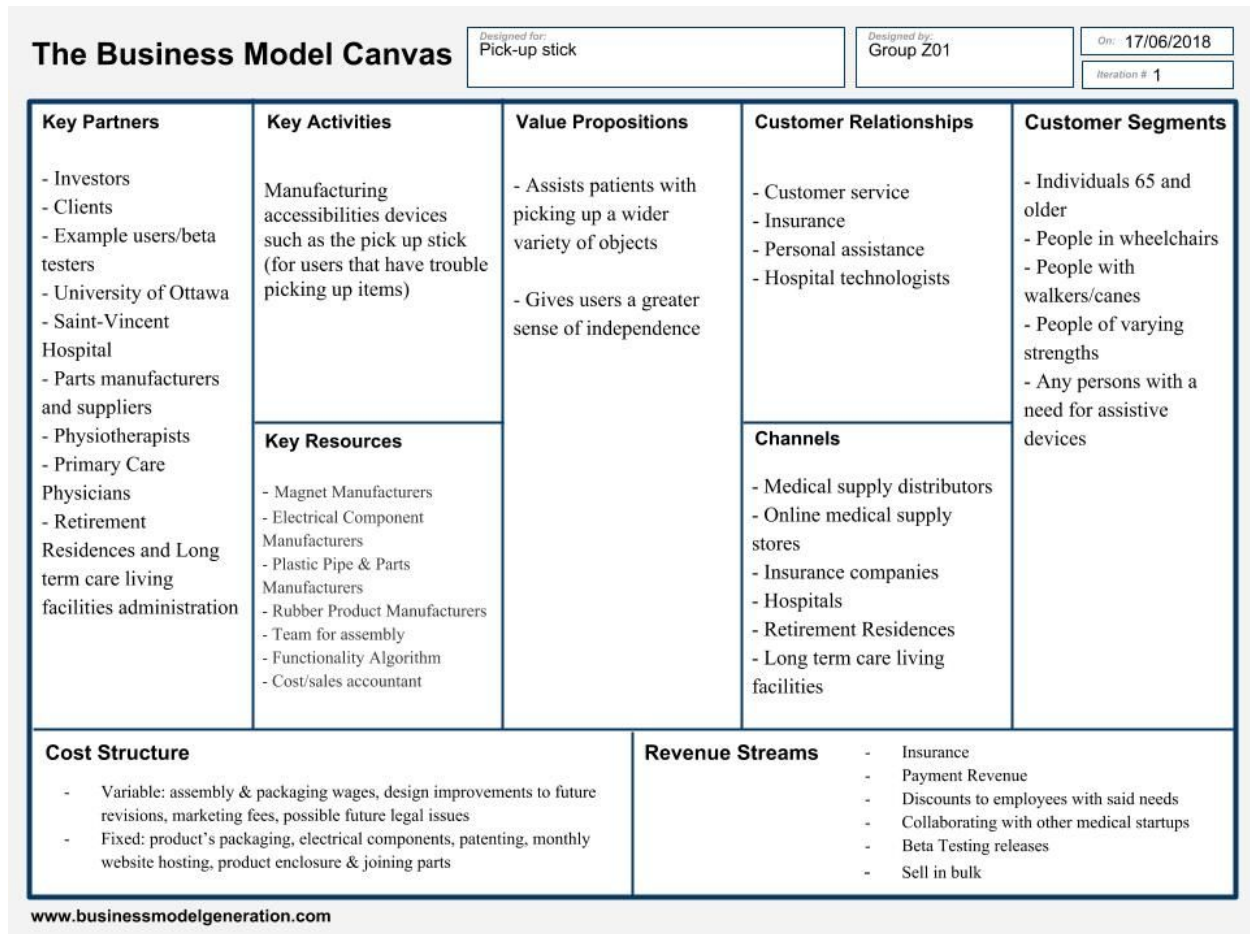 The Business Model Canvas
Designed for:
Pick-up stick
Designed by:
Group Z01
On: 17/06/2018
Iteration # 1
Key Partners
- Investors
- Clients
- Example users/beta
testers
- University of Ottawa
- Saint-Vincent
Hospital
- Parts manufacturers
and suppliers
- Physiotherapists
- Primary Care
Physicians
- Retirement
Residences and Long
term care living
facilities administration
Key Activities
Manufacturing
accessibilities devices
such as the pick up stick
(for users that have trouble
picking up items)
Key Resources
- Magnet Manufacturers
- Electrical Component
Manufacturers
- Plastic Pipe & Parts
Manufacturers
- Rubber Product Manufacturers
- Team for assembly
- Functionality Algorithm
- Cost/sales accountant
Value Propositions
- Assists patients with
picking up a wider
variety of objects
- Gives users a greater
sense of independence
Customer Relationships
- Customer service
- Insurance
- Personal assistance
- Hospital technologists
Channels
- Medical supply distributors
- Online medical supply
stores
- Insurance companies
- Hospitals
- Retirement Residences
- Long term care living
facilities
Customer Segments
- Individuals 65 and
older
- People in wheelchairs
- People with
walkers/canes
- People of varying
strengths
- Any persons with a
need for assistive
devices
Cost Structure
- Variable: assembly & packaging wages, design improvements to future
revisions, marketing fees, possible future legal issues
- Fixed: product's packaging, electrical components, patenting, monthly
website hosting, product enclosure & joining parts
Revenue Streams
- Insurance
- Payment Revenue
- Discounts to employees with said needs
- Collaborating with other medical startups
- Beta Testing releases
- Sell in bulk
www.businessmodelgeneration.com